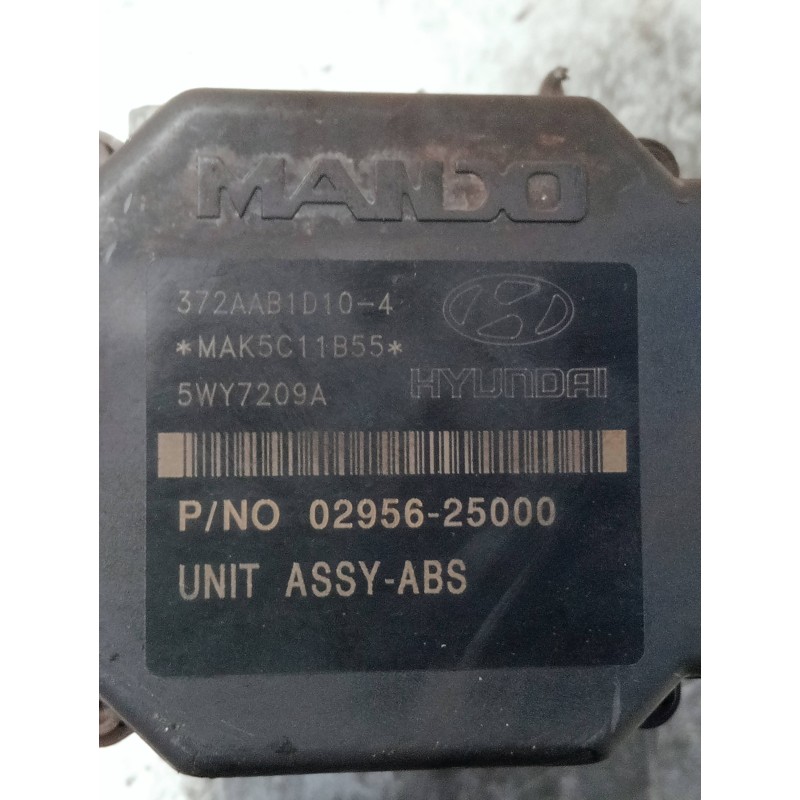 MANDO
372AAB1D10-4
*MAK5C11B55*
HYUNDAI
5WY7209A
P/NO 02956-25000
UNIT ASSY-ABS